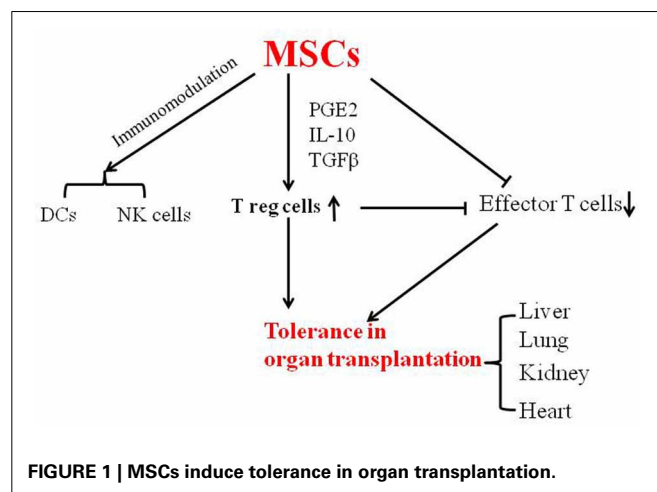 MSCs
Immunomodulation
PGE2
IL-10
TGFβ
DCs
NK cells
T reg cells
Effector T cells
Tolerance in
organ transplantation
Liver
Lung
Kidney
Heart
FIGURE 1 | MSCs induce tolerance in organ transplantation.